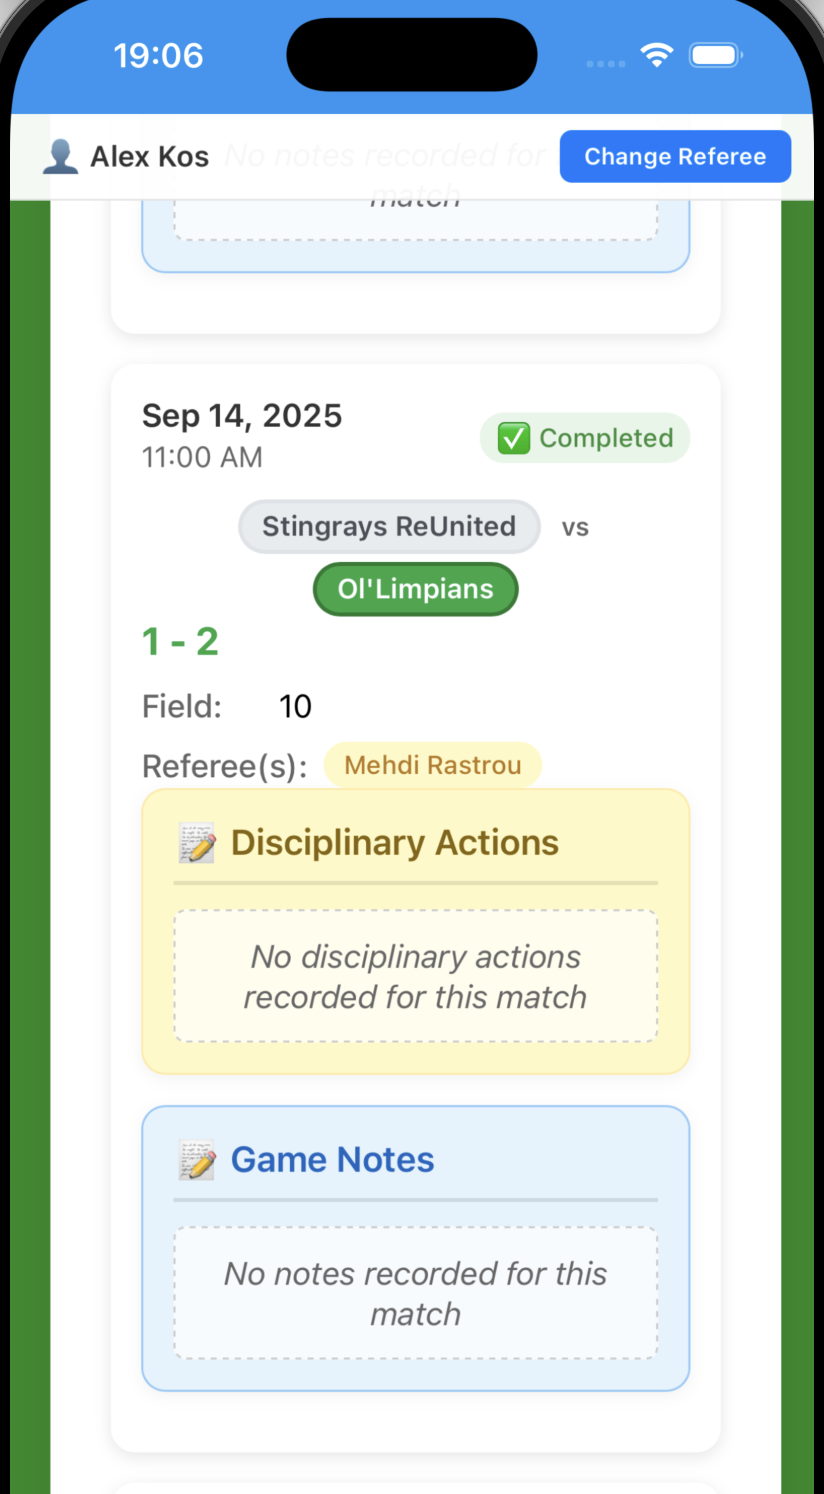 19:06
Alex Kos
No notes recorded for
match
Change Referee
Sep 14, 2025
11:00 AM
✅ Completed
Stingrays ReUnited vs
Ol'Limpians
1 - 2
Field: 10
Referee(s): Mehdi Rastrou
Disciplinary Actions
No disciplinary actions
recorded for this match
Game Notes
No notes recorded for this
match